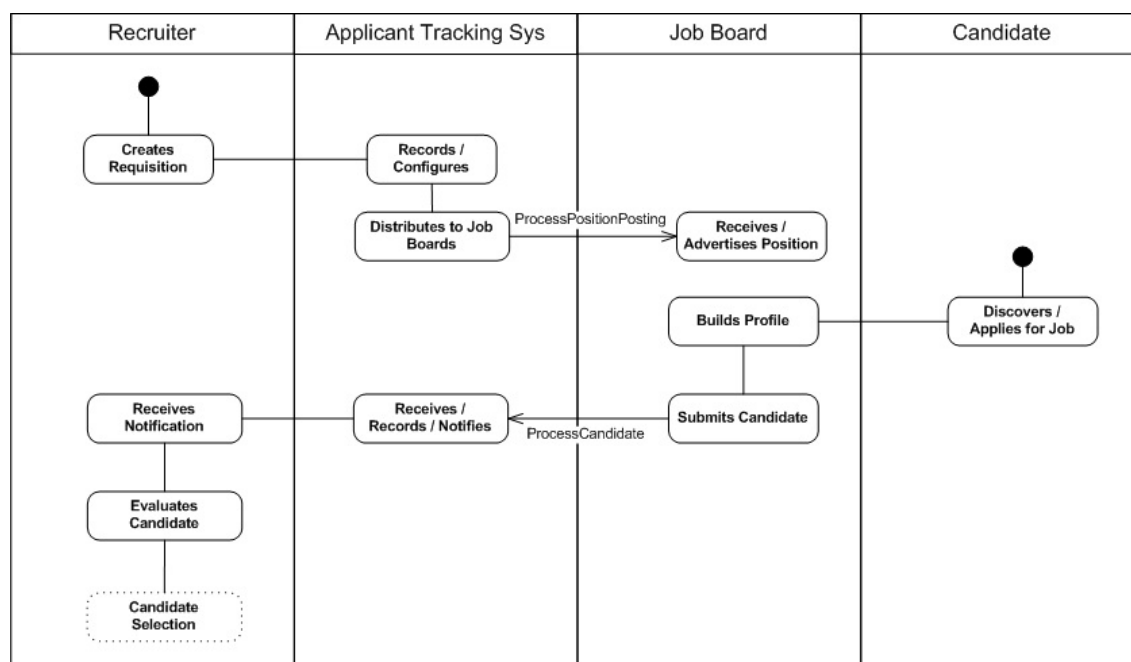 Recruiter
Applicant Tracking Sys
Job Board
Candidate
Creates
Requisition
Records /
Configures
Distributes to Job
Boards
ProcessPositionPosting
Receives /
Advertises Position
Builds Profile
Discovers /
Applies for Job
Receives
Notification
Receives /
Records / Notifies
ProcessCandidate
Submits Candidate
Evaluates
Candidate
Candidate
Selection